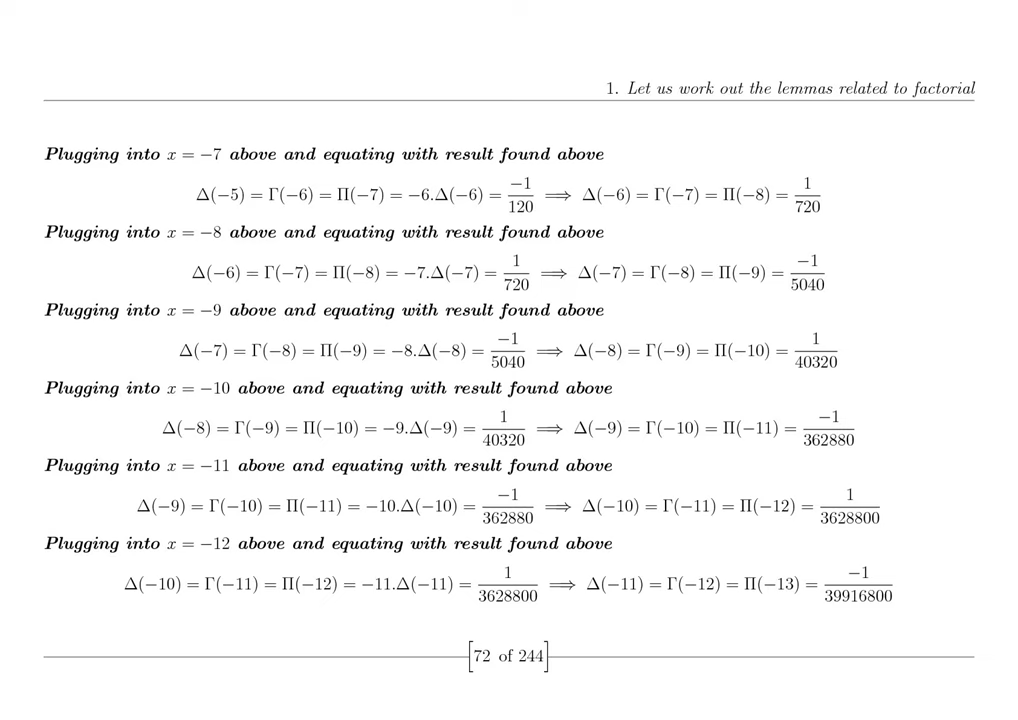 1. Let us work out the lemmas related to factorial
Plugging into x = −7 above and equating with result found above
Δ(−5) = Γ(−6) = Π(−7) = −6.Δ(−6) = −1/120 ⟹ Δ(−6) = Γ(−7) = Π(−8) = 1/720
Plugging into x = −8 above and equating with result found above
Δ(−6) = Γ(−7) = Π(−8) = −7.Δ(−7) = 1/720 ⟹ Δ(−7) = Γ(−8) = Π(−9) = −1/5040
Plugging into x = −9 above and equating with result found above
Δ(−7) = Γ(−8) = Π(−9) = −8.Δ(−8) = −1/5040 ⟹ Δ(−8) = Γ(−9) = Π(−10) = 1/40320
Plugging into x = −10 above and equating with result found above
Δ(−8) = Γ(−9) = Π(−10) = −9.Δ(−9) = 1/40320 ⟹ Δ(−9) = Γ(−10) = Π(−11) = −1/362880
Plugging into x = −11 above and equating with result found above
Δ(−9) = Γ(−10) = Π(−11) = −10.Δ(−10) = −1/362880 ⟹ Δ(−10) = Γ(−11) = Π(−12) = 1/3628800
Plugging into x = −12 above and equating with result found above
Δ(−10) = Γ(−11) = Π(−12) = −11.Δ(−11) = 1/3628800 ⟹ Δ(−11) = Γ(−12) = Π(−13) = −1/39916800
[72 of 244]